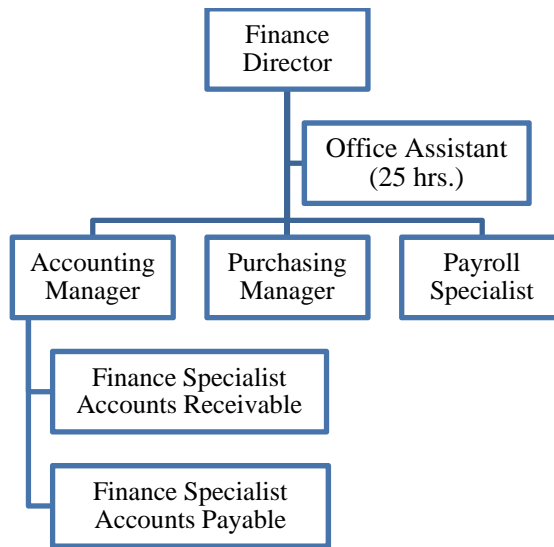 Finance
Director
Office Assistant
(25 hrs.)
Accounting
Manager
Purchasing
Manager
Payroll
Specialist
Finance Specialist
Accounts Receivable
Finance Specialist
Accounts Payable